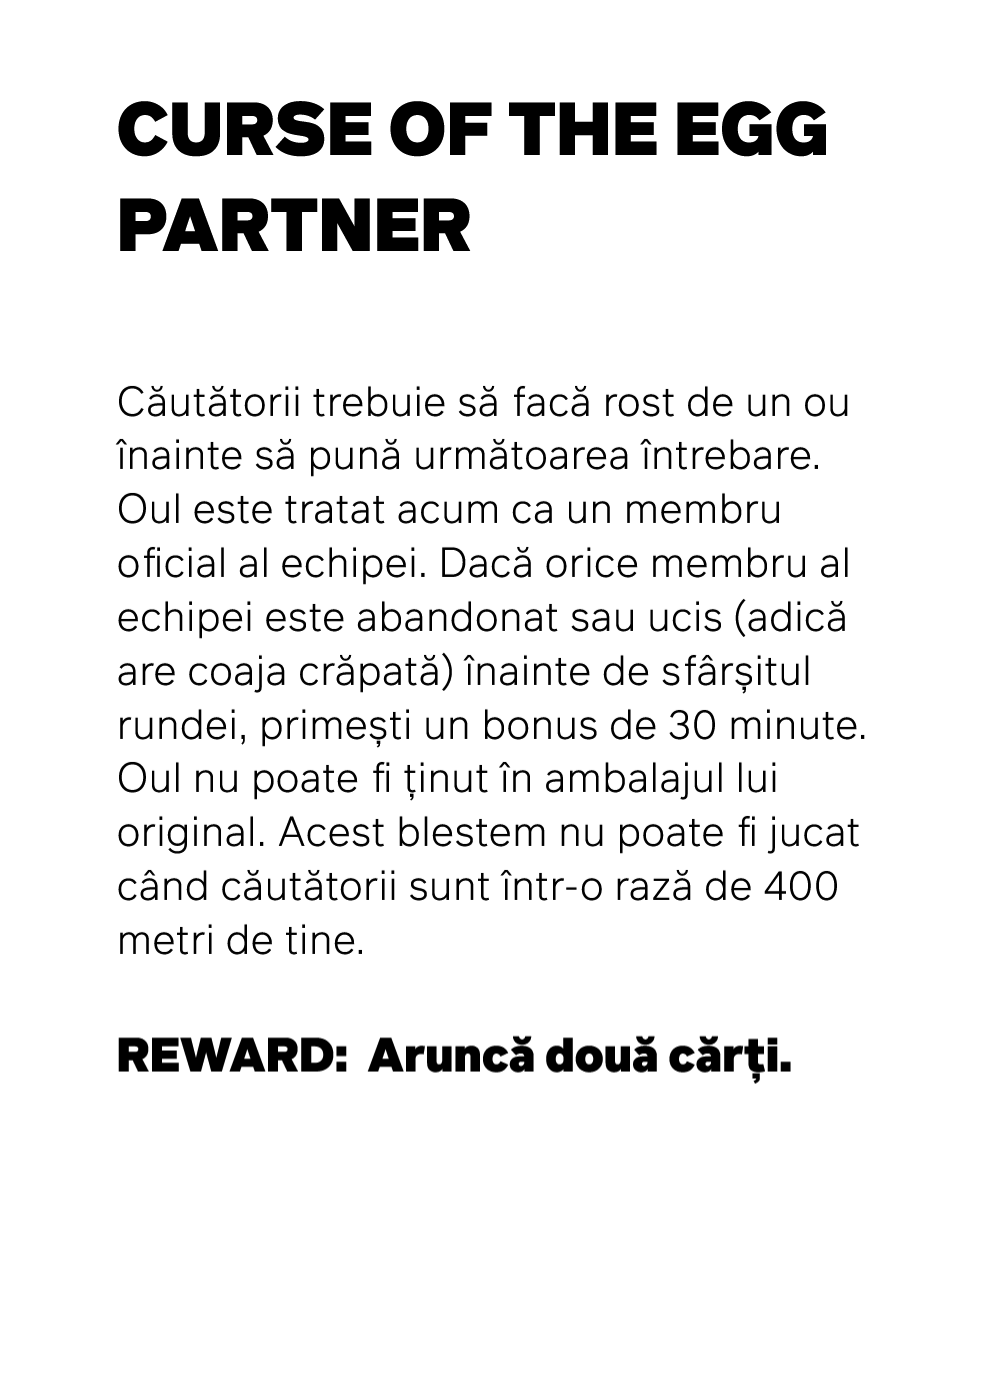 CURSE OF THE EGG
PARTNER
Căutătorii trebuie să facă rost de un ou
înainte să pună următoarea întrebare.
Oul este tratat acum ca un membru
oficial al echipei. Dacă orice membru al
echipei este abandonat sau ucis (adică
are coaja crăpată) înainte de sfârșitul
rundei, primești un bonus de 30 minute.
Oul nu poate fi ținut în ambalajul lui
original. Acest blestem nu poate fi jucat
când căutătorii sunt într-o rază de 400
metri de tine.
REWARD: Aruncă două cărți.